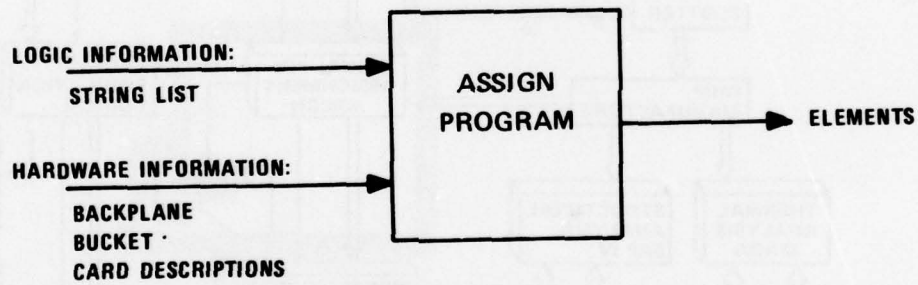 LOGIC INFORMATION:
STRING LIST
HARDWARE INFORMATION:
BACKPLANE
BUCKET
CARD DESCRIPTIONS
ASSIGN
PROGRAM
ELEMENTS